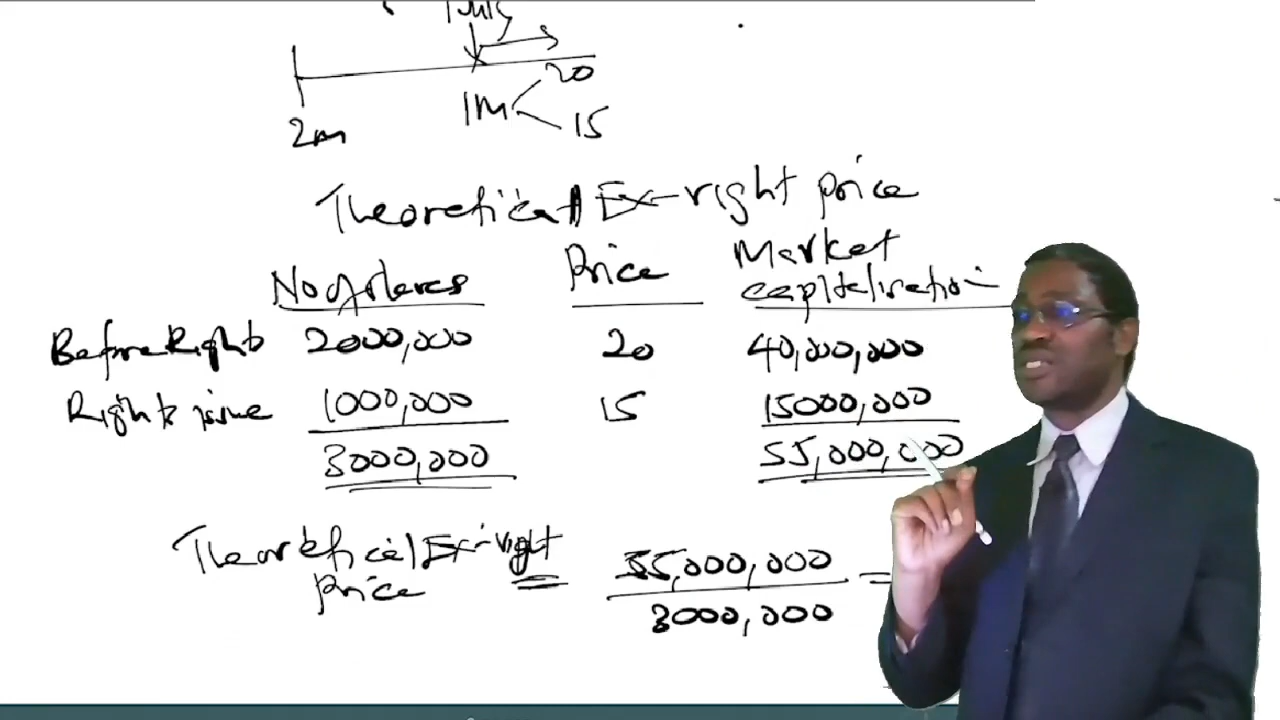 20
1M
2m
15
Theoretical Ex-right price
No of shares Price Market capitalisation
Before Right 2000,000 20 40,000,000
Rights issue 1000,000 15 15000,000
3000,000 55,000,000
Theoretical Ex-right price = 55,000,000
3000,000 =